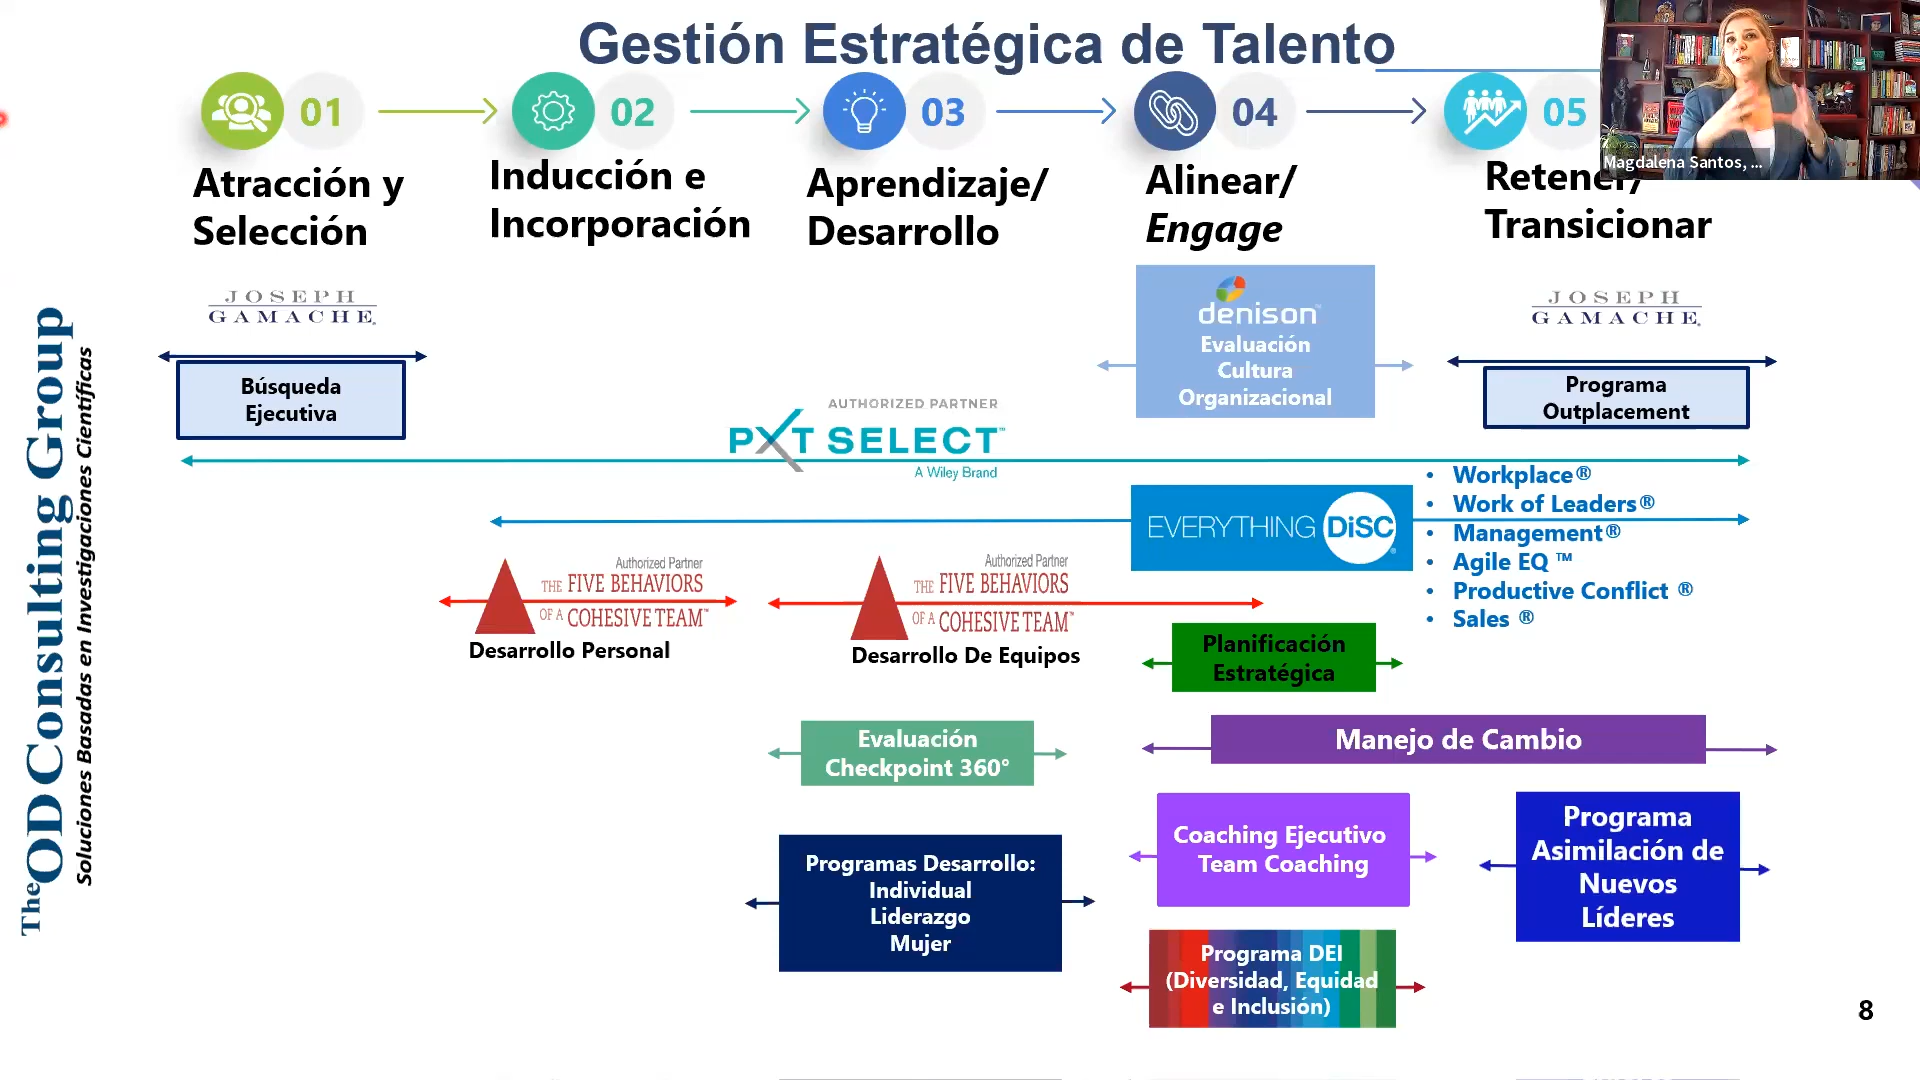 Gestión Estratégica de Talento
01
02
03
04
05
Magdalena Santos, ...
Atracción y
Selección
Inducción e
Incorporación
Aprendizaje/
Desarrollo
Alinear/
Engage
Retener/
Transicionar
The OD Consulting Group
Soluciones Basadas en Investigaciones Científicas
JOSEPH
GAMACHE®
Búsqueda
Ejecutiva
denison™
Evaluación
Cultura
Organizacional
JOSEPH
GAMACHE®
Programa
Outplacement
AUTHORIZED PARTNER
PXT SELECT™
A Wiley Brand
EVERYTHING DiSC®
• Workplace®
• Work of Leaders®
• Management®
• Agile EQ ™
• Productive Conflict ®
• Sales ®
Authorized Partner
THE FIVE BEHAVIORS
OF A COHESIVE TEAM™
Desarrollo Personal
Authorized Partner
THE FIVE BEHAVIORS
OF A COHESIVE TEAM™
Desarrollo De Equipos
Planificación
Estratégica
Evaluación
Checkpoint 360°
Manejo de Cambio
Programas Desarrollo:
Individual
Liderazgo
Mujer
Coaching Ejecutivo
Team Coaching
Programa
Asimilación de
Nuevos
Líderes
Programa DEI
(Diversidad, Equidad
e Inclusión)
8